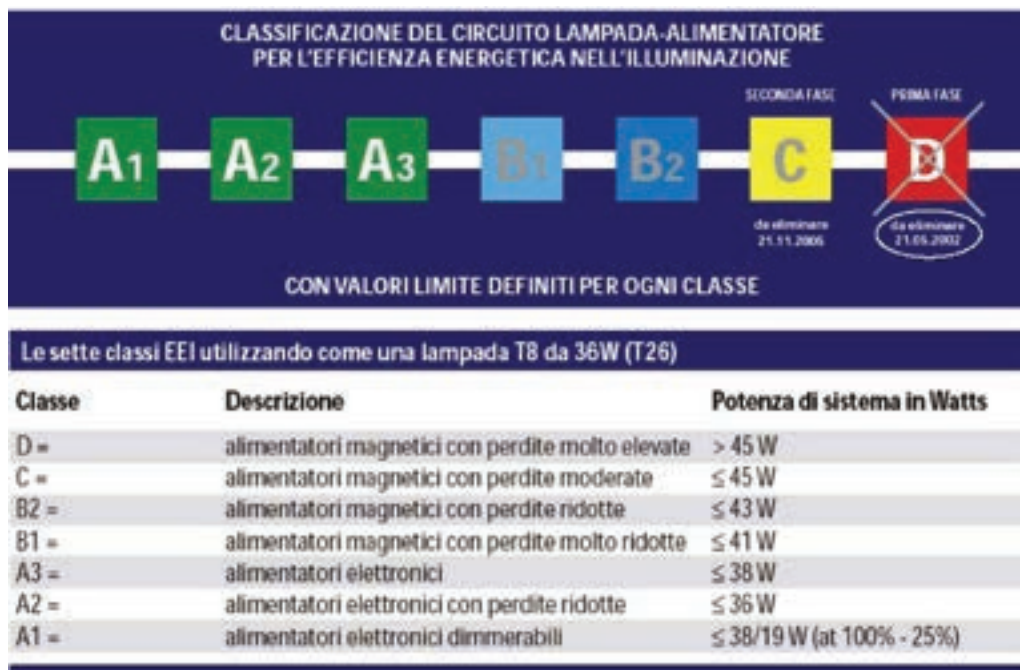 CLASSIFICAZIONE DEL CIRCUITO LAMPADA-ALIMENTATORE
PER L'EFFICIENZA ENERGETICA NELL'ILLUMINAZIONE
SECONDA FASE PRIMA FASE
A1 A2 A3 B1 B2 C D
da eliminare da eliminare
21.11.2005 21.05.2002
CON VALORI LIMITE DEFINITI PER OGNI CLASSE
Le sette classi EEI utilizzando come una lampada T8 da 36W (T26)
Classe Descrizione Potenza di sistema in Watts
D = alimentatori magnetici con perdite molto elevate > 45 W
C = alimentatori magnetici con perdite moderate ≤ 45 W
B2 = alimentatori magnetici con perdite ridotte ≤ 43 W
B1 = alimentatori magnetici con perdite molto ridotte ≤ 41 W
A3 = alimentatori elettronici ≤ 38 W
A2 = alimentatori elettronici con perdite ridotte ≤ 36 W
A1 = alimentatori elettronici dimmerabili ≤ 38/19 W (at 100% - 25%)